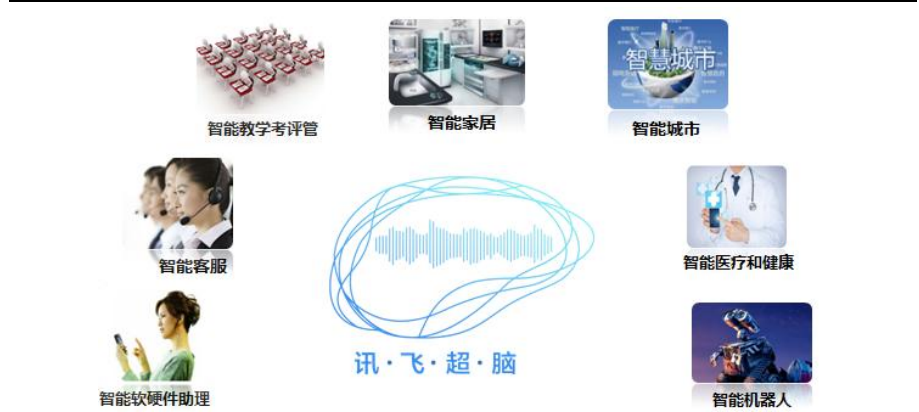 智慧城市
智能教学考评管
智能家居
智能城市
智能客服
智能医疗和健康
讯·飞·超·脑
智能软硬件助理
智能机器人